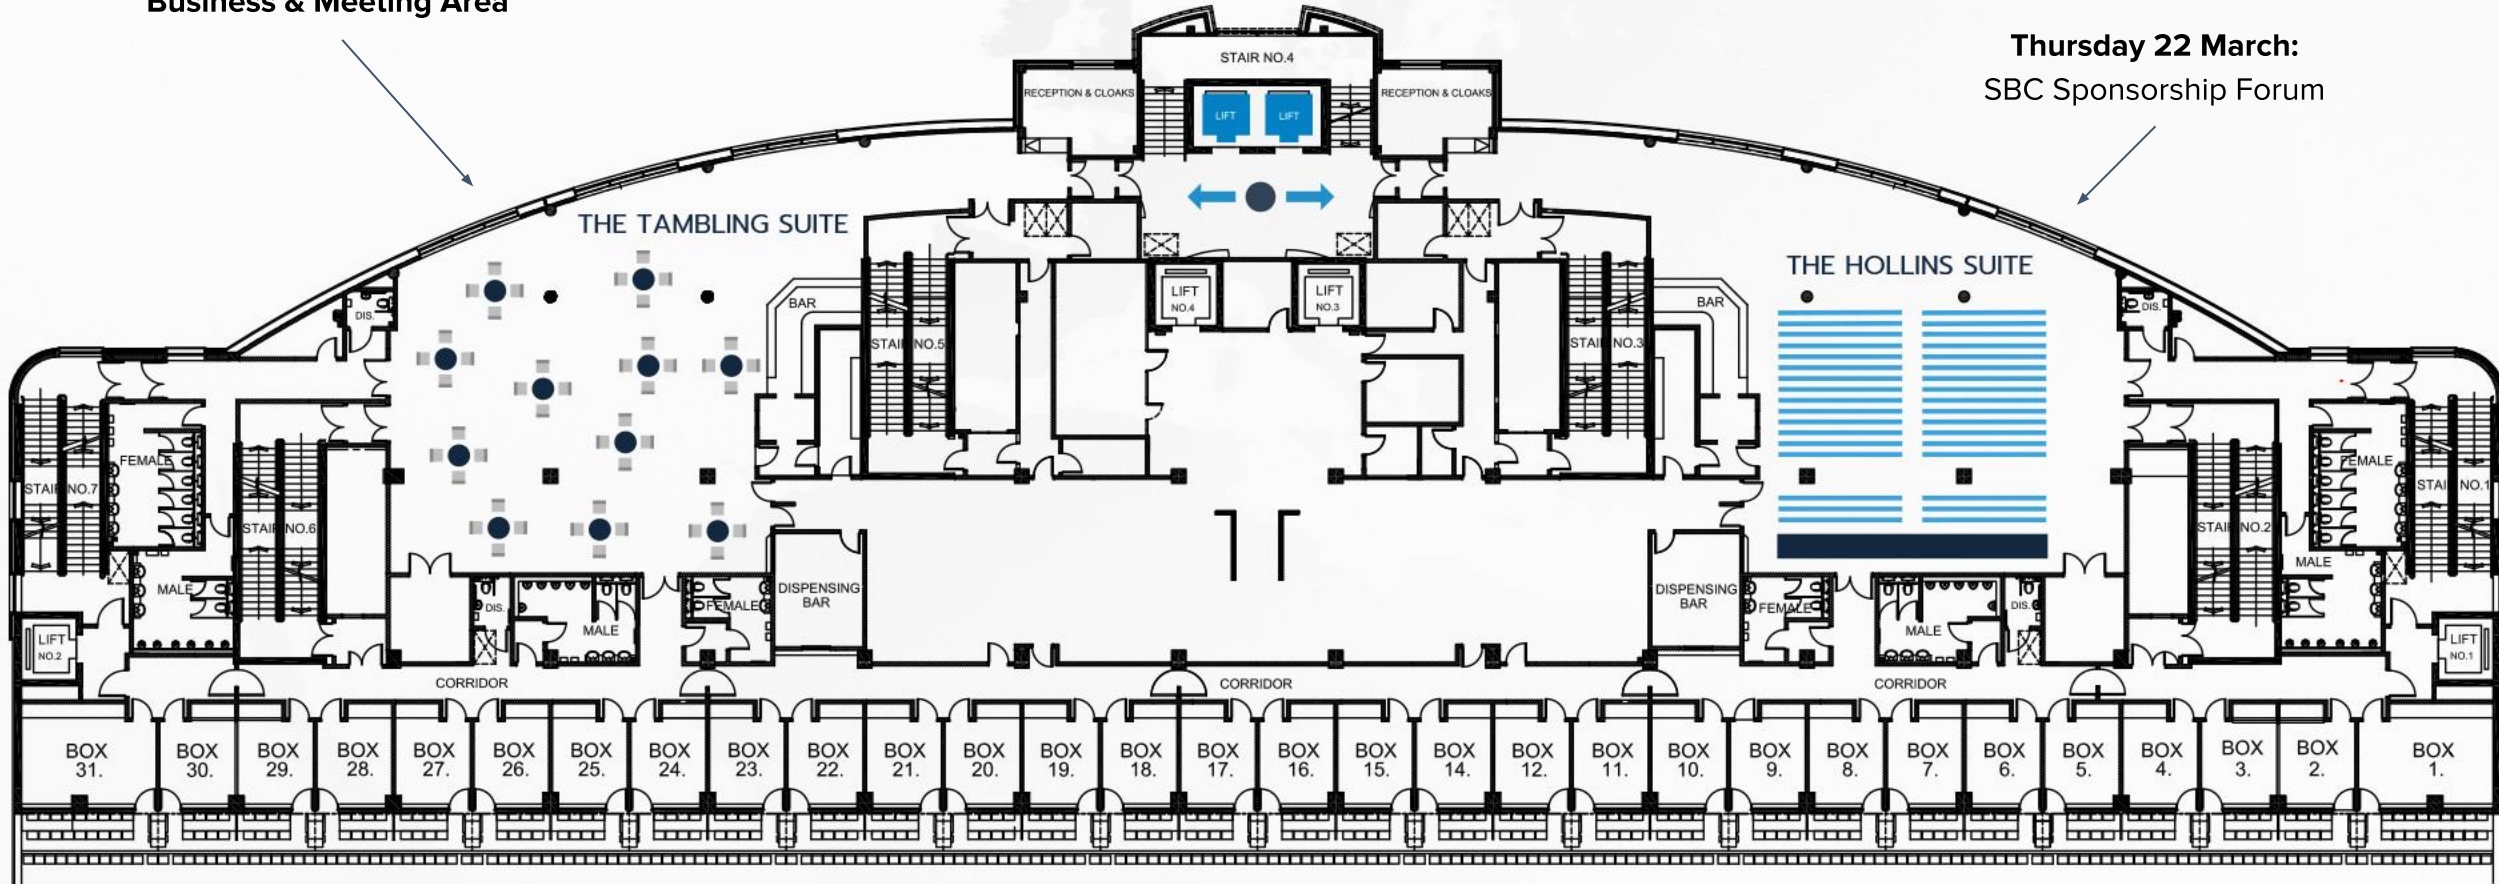 Business & Meeting Area
Thursday 22 March:
SBC Sponsorship Forum
STAIR NO.4
RECEPTION & CLOAKS
LIFT
LIFT
RECEPTION & CLOAKS
THE TAMBLING SUITE
THE HOLLINS SUITE
DIS.
BAR
LIFT
NO.4
LIFT
NO.3
BAR
DIS.
STAIR NO.5
STAIR NO.3
FEMALE
STAIR NO.7
STAIR NO.6
FEMALE
STAIR NO.1
STAIR NO.2
MALE
MALE
DISPENSING
BAR
DISPENSING
BAR
DIS.
FEMALE
MALE
FEMALE
MALE
DIS.
LIFT
NO.2
LIFT
NO.1
CORRIDOR
CORRIDOR
CORRIDOR
BOX
31.
BOX
30.
BOX
29.
BOX
28.
BOX
27.
BOX
26.
BOX
25.
BOX
24.
BOX
23.
BOX
22.
BOX
21.
BOX
20.
BOX
19.
BOX
18.
BOX
17.
BOX
16.
BOX
15.
BOX
14.
BOX
12.
BOX
11.
BOX
10.
BOX
9.
BOX
8.
BOX
7.
BOX
6.
BOX
5.
BOX
4.
BOX
3.
BOX
2.
BOX
1.